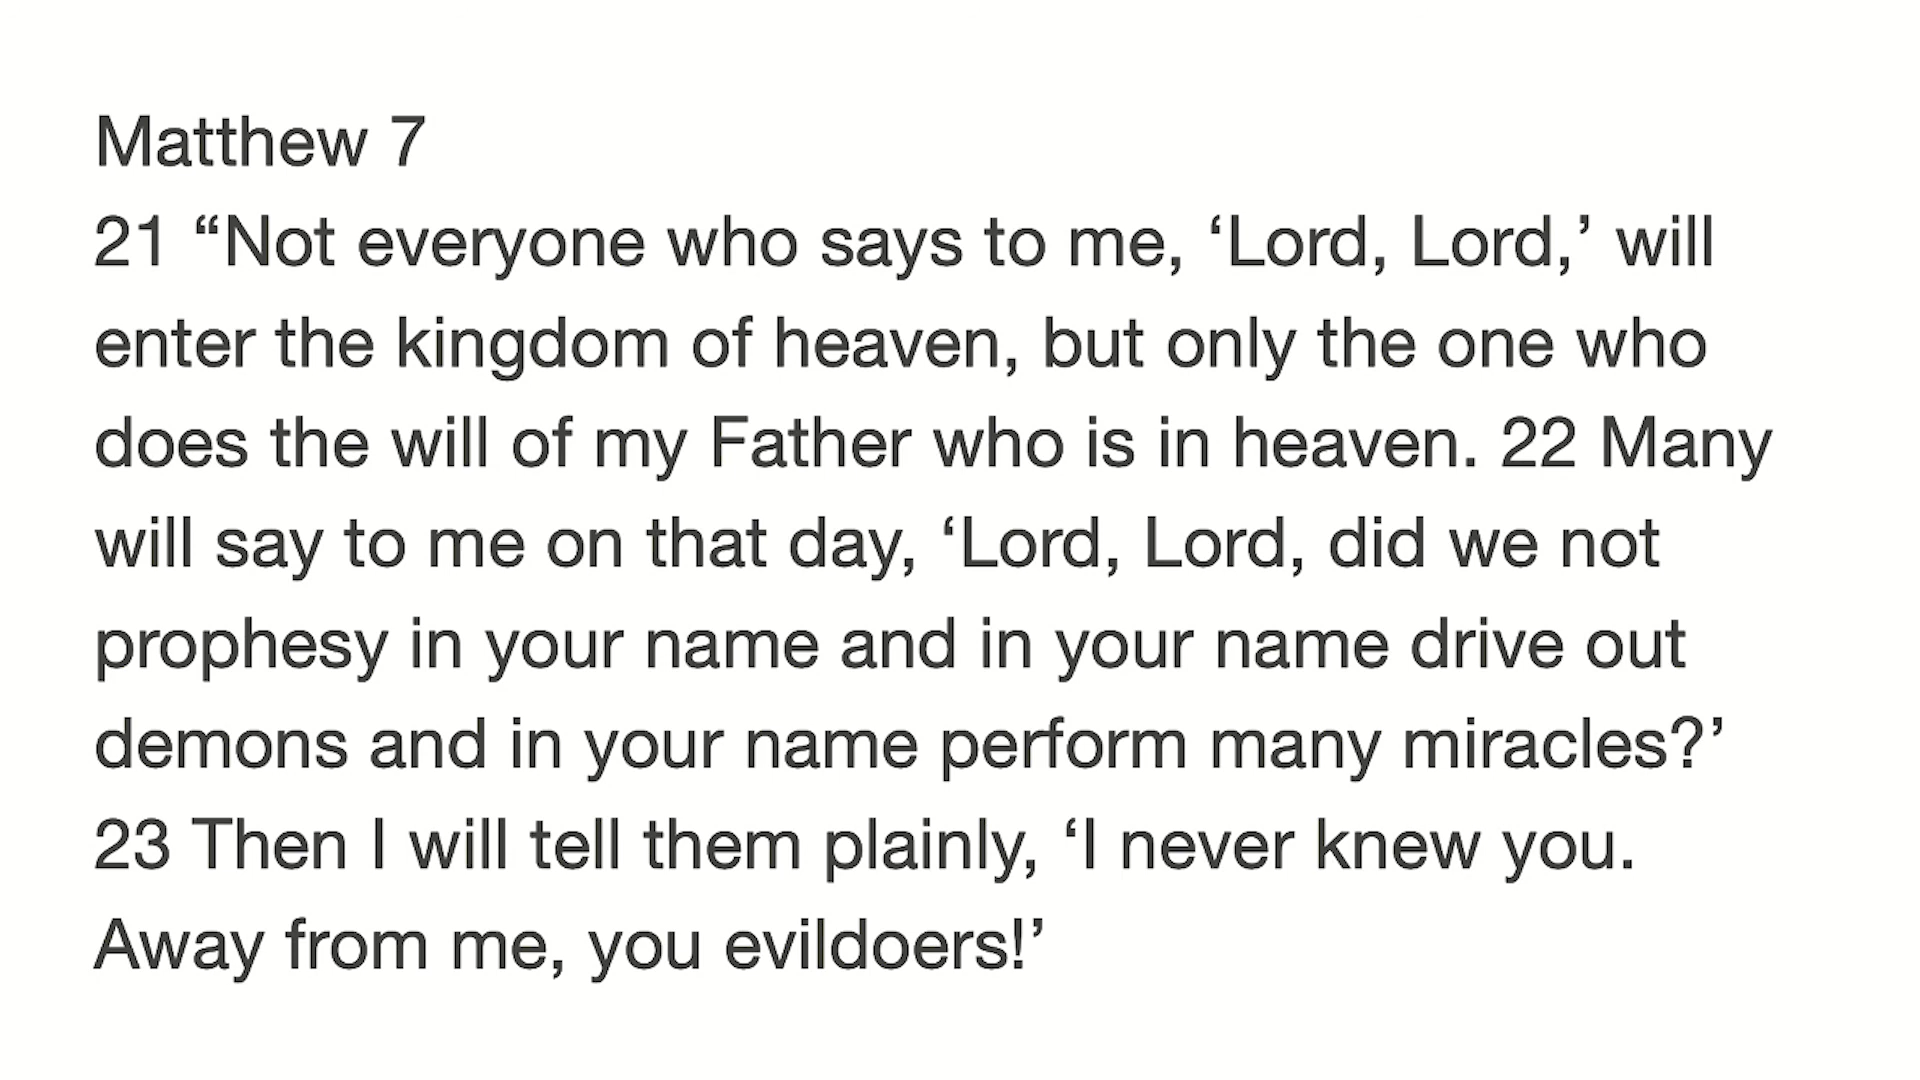 Matthew 7
21 “Not everyone who says to me, ‘Lord, Lord,’ will
enter the kingdom of heaven, but only the one who
does the will of my Father who is in heaven. 22 Many
will say to me on that day, ‘Lord, Lord, did we not
prophesy in your name and in your name drive out
demons and in your name perform many miracles?’
23 Then I will tell them plainly, ‘I never knew you.
Away from me, you evildoers!’